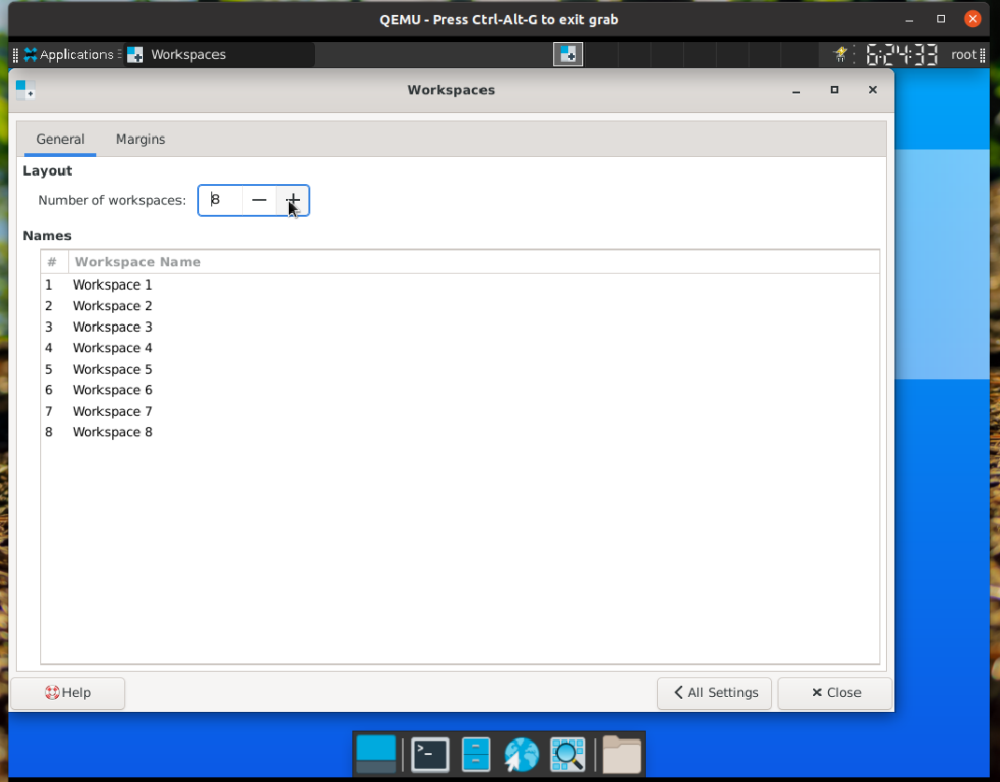 QEMU - Press Ctrl-Alt-G to exit grab
Applications Workspaces 6:24:33 root
Workspaces
General Margins
Layout
Number of workspaces: 8
Names
# Workspace Name
1 Workspace 1
2 Workspace 2
3 Workspace 3
4 Workspace 4
5 Workspace 5
6 Workspace 6
7 Workspace 7
8 Workspace 8
Help All Settings Close